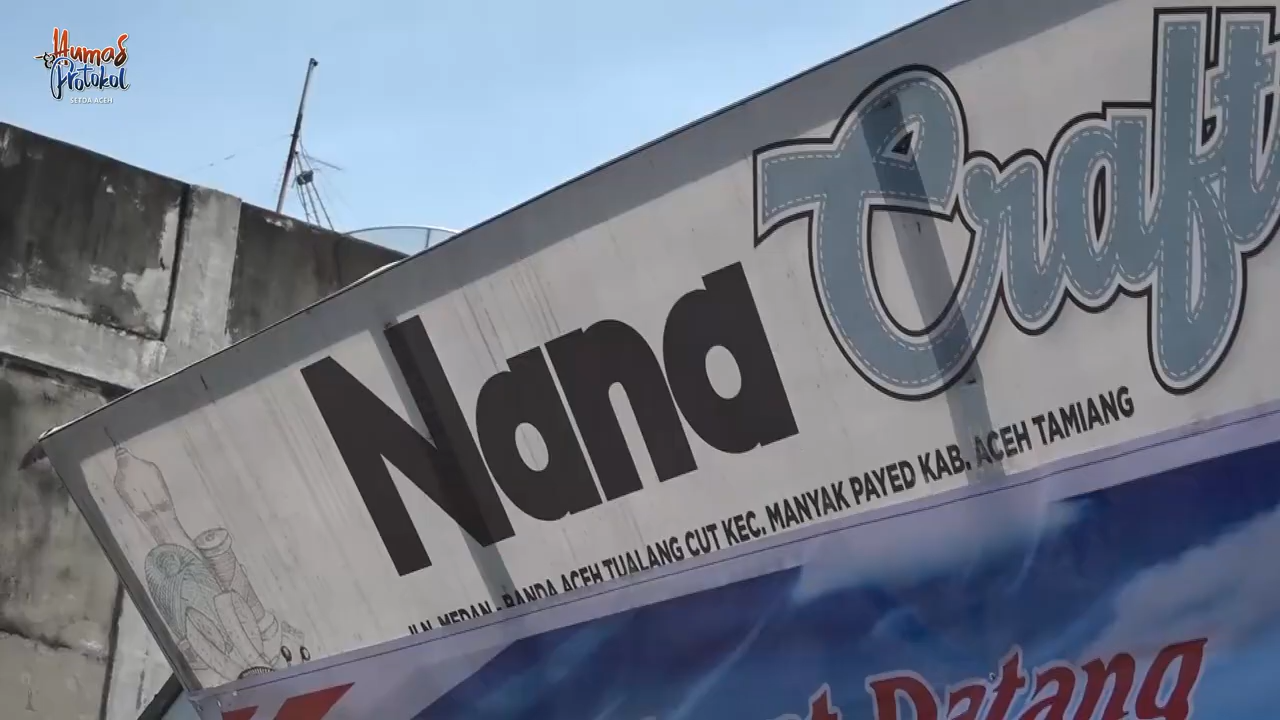 Humas
& Protokol
SETDA ACEH
Nana Craft
JLN. MEDAN - BANDA ACEH TUALANG CUT KEC. MANYAK PAYED KAB. ACEH TAMIANG
Datang